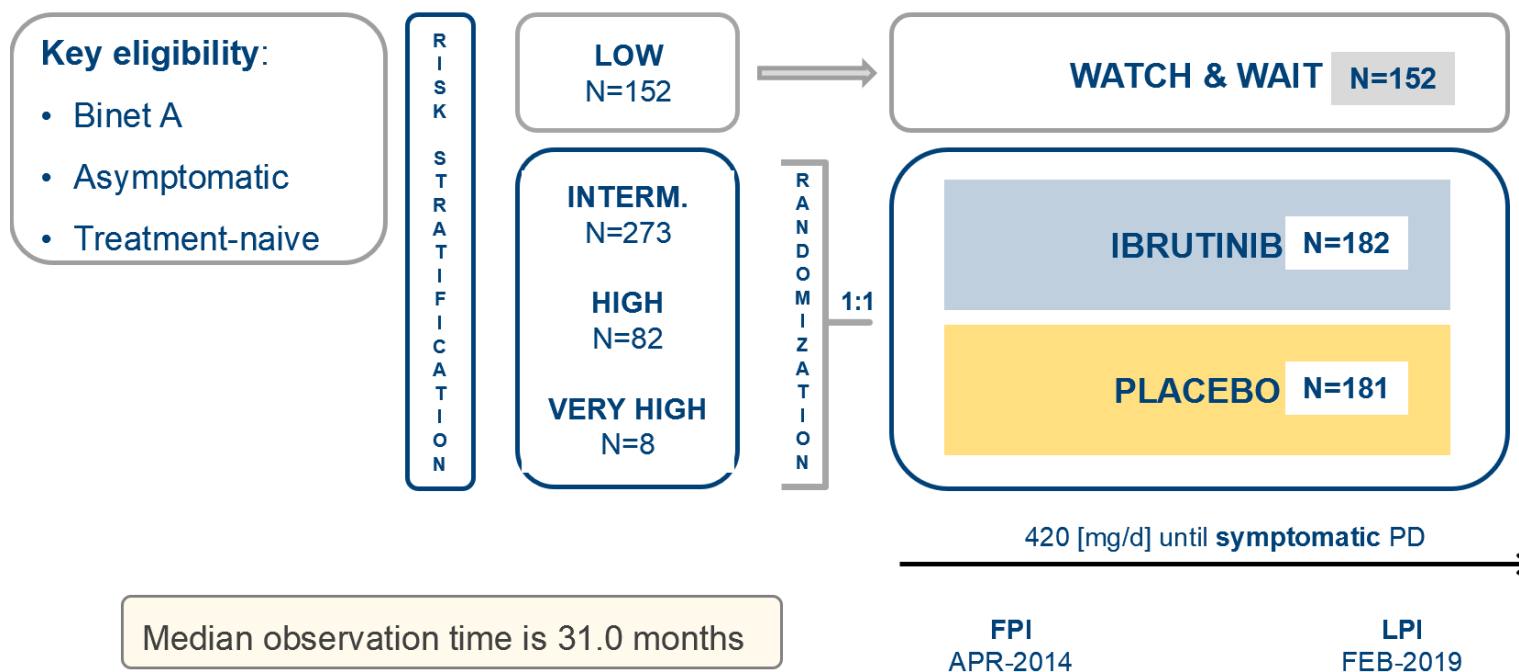 Key eligibility:
• Binet A
• Asymptomatic
• Treatment-naive
RISK STRATIFICATION
LOW
N=152
WATCH & WAIT N=152
INTERM.
N=273
HIGH
N=82
VERY HIGH
N=8
RANDOMIZATION
1:1
IBRUTINIB N=182
PLACEBO N=181
420 [mg/d] until symptomatic PD
Median observation time is 31.0 months
FPI
APR-2014
LPI
FEB-2019